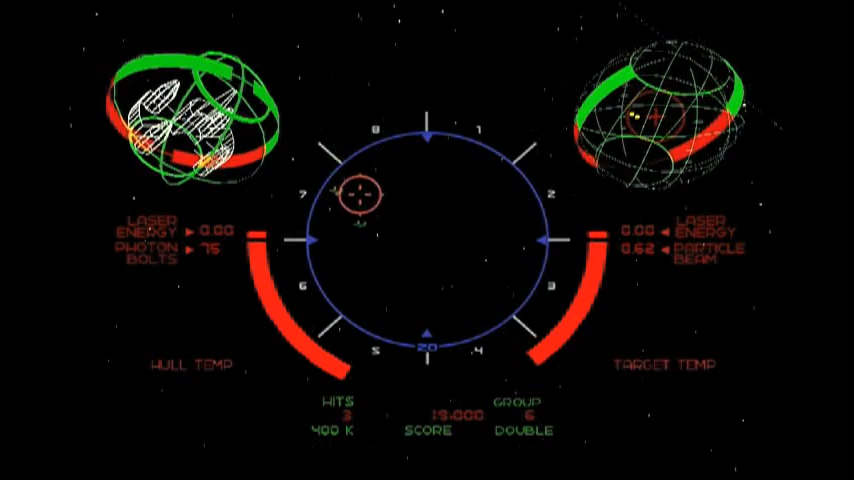 8 1
7 2
LASER ENERGY 0.00
PHOTON BOLTS 75
0.00 LASER ENERGY
0.62 PARTICLE BEAM
6 3
5 20 4
HULL TEMP
TARGET TEMP
HITS GROUP
3 19,000 6
400 K SCORE DOUBLE